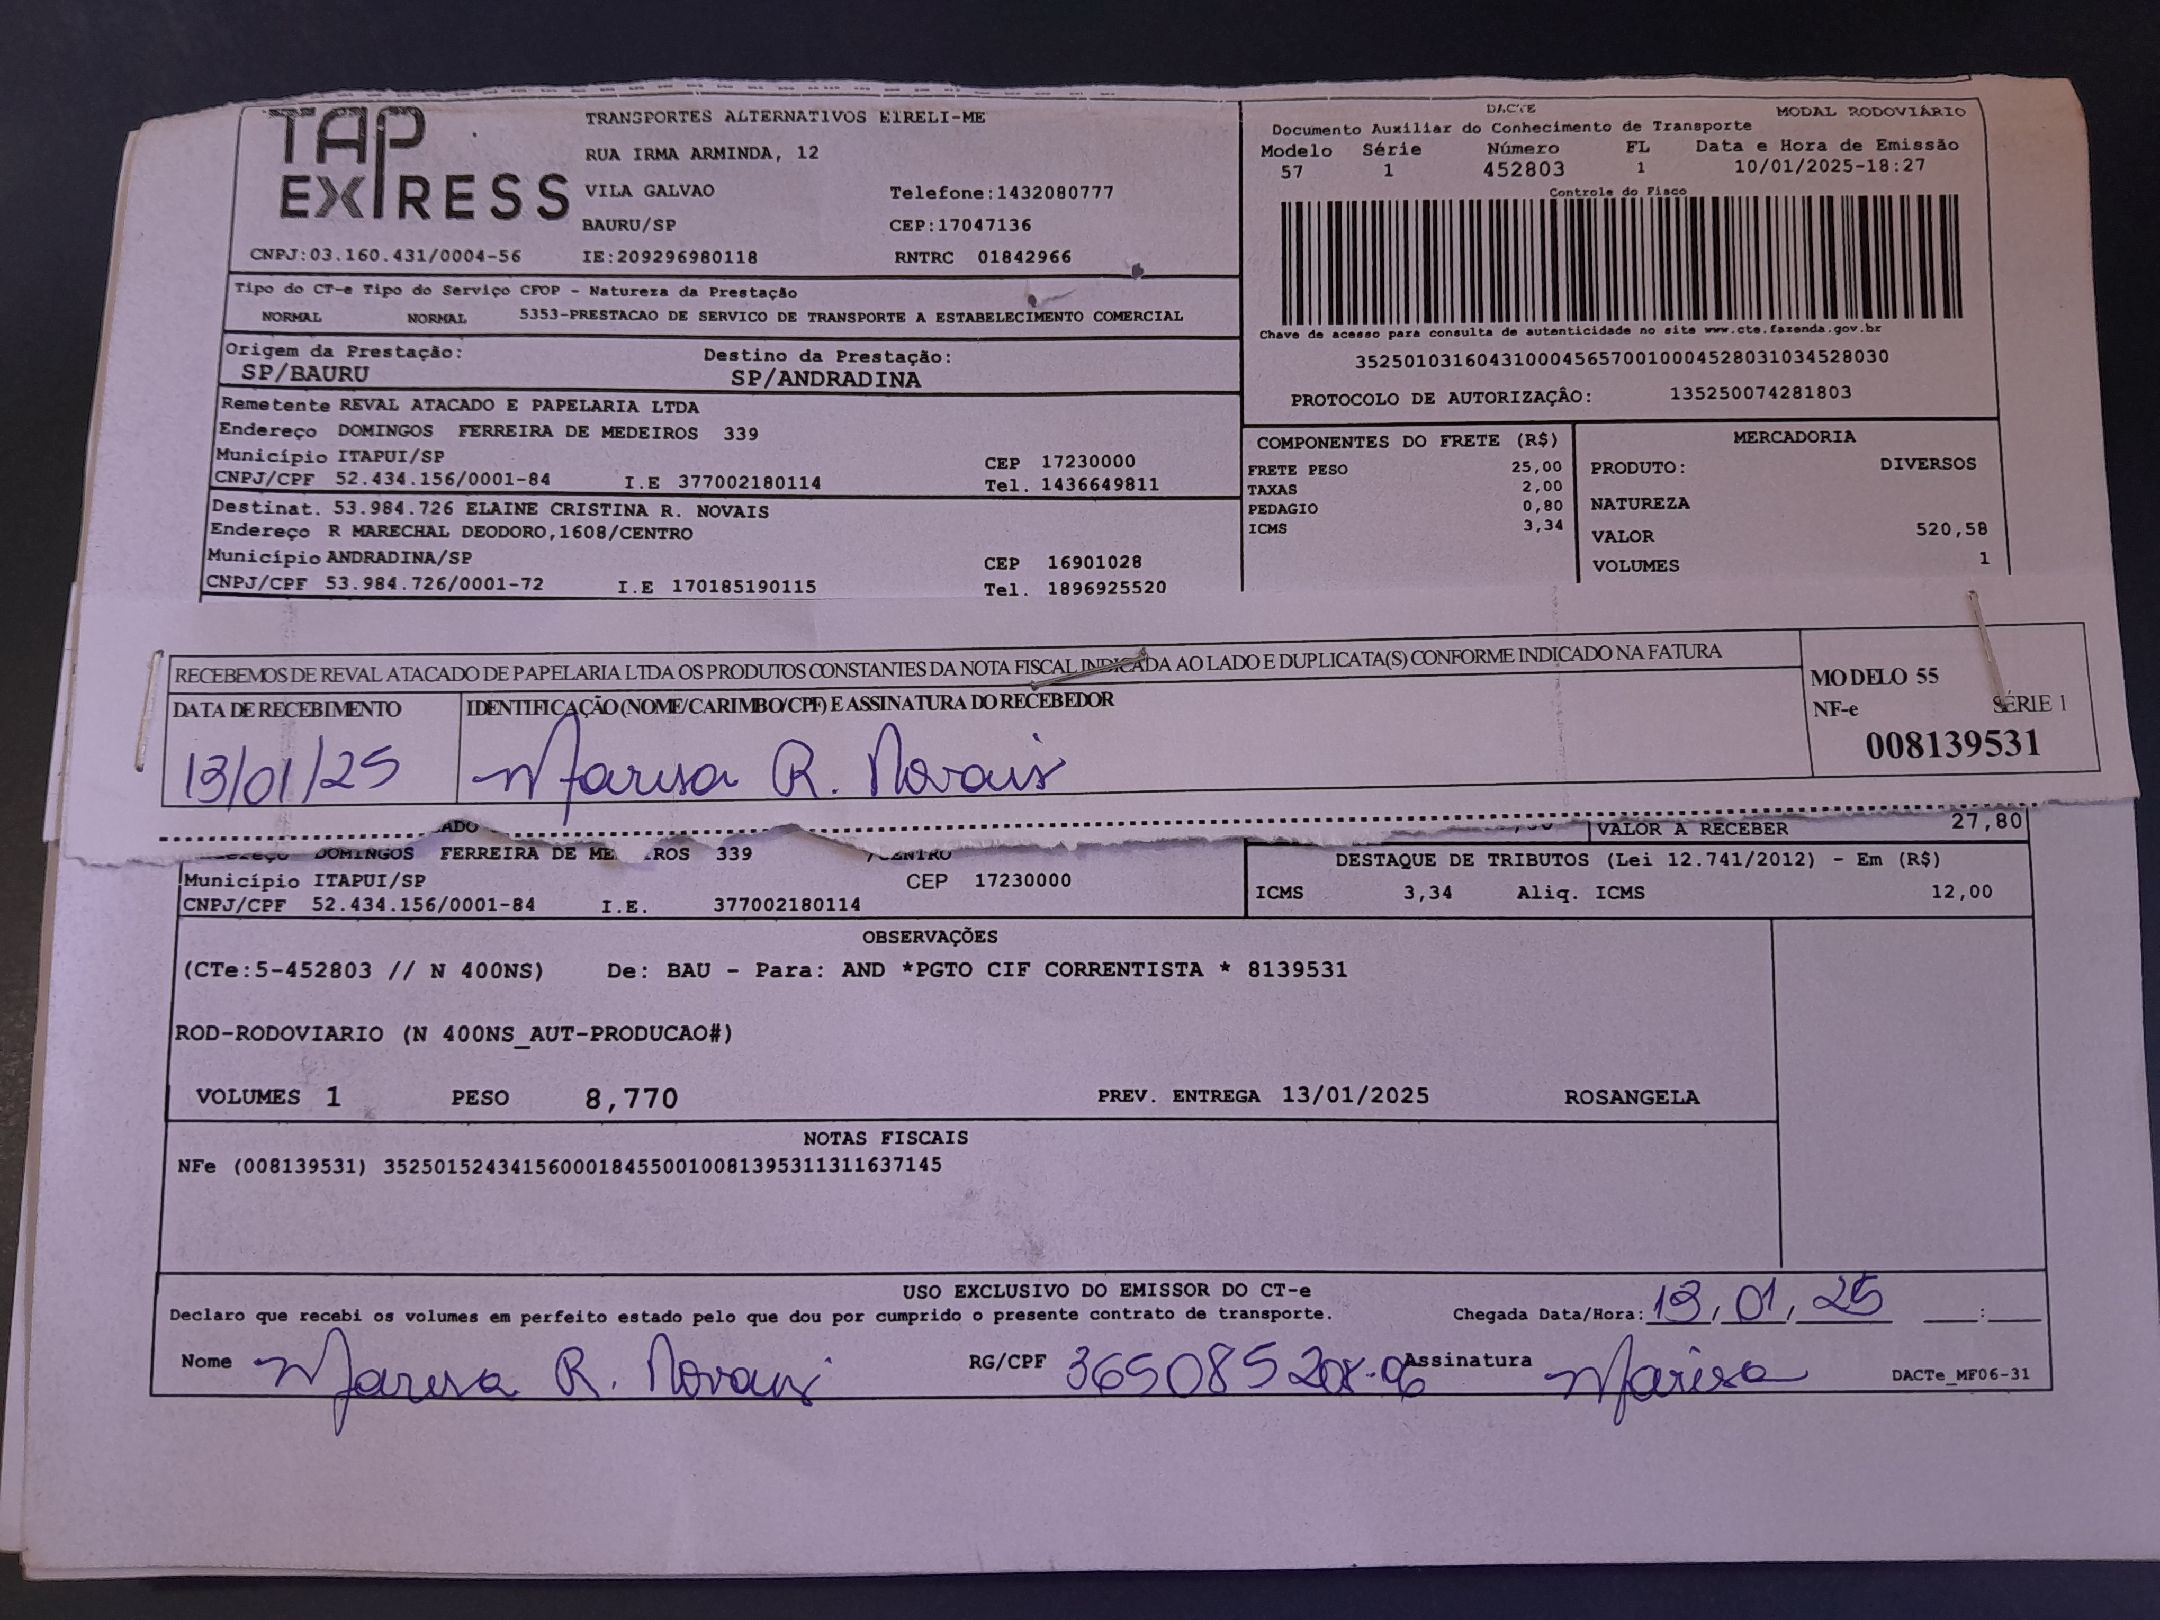 TAP EXPRESS
TRANSPORTES ALTERNATIVOS EIRELI-ME
RUA IRMA ARMINDA, 12
VILA GALVAO Telefone:1432080777
BAURU/SP CEP:17047136
CNPJ:03.160.431/0004-56 IE:209296980118 RNTRC 01842966
DACTE MODAL RODOVIÁRIO
Documento Auxiliar do Conhecimento de Transporte
Modelo Série Número FL Data e Hora de Emissão
57 1 452803 1 10/01/2025-18:27
Controle do Fisco
Chave de acesso para consulta de autenticidade no site www.cte.fazenda.gov.br
35250103160431000456570010004528031034528030
PROTOCOLO DE AUTORIZAÇÂO: 135250074281803
Tipo do CT-e Tipo do Serviço CFOP - Natureza da Prestação
NORMAL NORMAL 5353-PRESTACAO DE SERVICO DE TRANSPORTE A ESTABELECIMENTO COMERCIAL
Origem da Prestação: Destino da Prestação:
SP/BAURU SP/ANDRADINA
Remetente REVAL ATACADO E PAPELARIA LTDA
Endereço DOMINGOS FERREIRA DE MEDEIROS 339
Município ITAPUI/SP CEP 17230000
CNPJ/CPF 52.434.156/0001-84 I.E 377002180114 Tel. 1436649811
Destinat. 53.984.726 ELAINE CRISTINA R. NOVAIS
Endereço R MARECHAL DEODORO,1608/CENTRO
Município ANDRADINA/SP CEP 16901028
CNPJ/CPF 53.984.726/0001-72 I.E 170185190115 Tel. 1896925520
COMPONENTES DO FRETE (R$)
FRETE PESO 25,00
TAXAS 2,00
PEDAGIO 0,80
ICMS 3,34
MERCADORIA
PRODUTO: DIVERSOS
NATUREZA
VALOR 520,58
VOLUMES 1
RECEBEMOS DE REVAL ATACADO DE PAPELARIA LTDA OS PRODUTOS CONSTANTES DA NOTA FISCAL INDICADA AO LADO E DUPLICATA(S) CONFORME INDICADO NA FATURA
DATA DE RECEBIMENTO IDENTIFICAÇÃO (NOME/CARIMBO/CPF) E ASSINATURA DO RECEBEDOR
13/01/25 Marisa R. Novais
MODELO 55
NF-e SÉRIE 1
008139531
VALOR A RECEBER 27,80
DOMINGOS FERREIRA DE ME IROS 339
Município ITAPUI/SP CEP 17230000
CNPJ/CPF 52.434.156/0001-84 I.E. 377002180114
DESTAQUE DE TRIBUTOS (Lei 12.741/2012) - Em (R$)
ICMS 3,34 Aliq. ICMS 12,00
OBSERVAÇÕES
(CTe:5-452803 // N 400NS) De: BAU - Para: AND *PGTO CIF CORRENTISTA * 8139531
ROD-RODOVIARIO (N 400NS_AUT-PRODUCAO#)
VOLUMES 1 PESO 8,770 PREV. ENTREGA 13/01/2025 ROSANGELA
NOTAS FISCAIS
NFe (008139531) 35250152434156000184550010081395311311637145
USO EXCLUSIVO DO EMISSOR DO CT-e
Declaro que recebi os volumes em perfeito estado pelo que dou por cumprido o presente contrato de transporte. Chegada Data/Hora: 13, 01, 25 :
Nome Marisa R. Novais RG/CPF 365085208-06 Assinatura Marisa DACTe_MF06-31